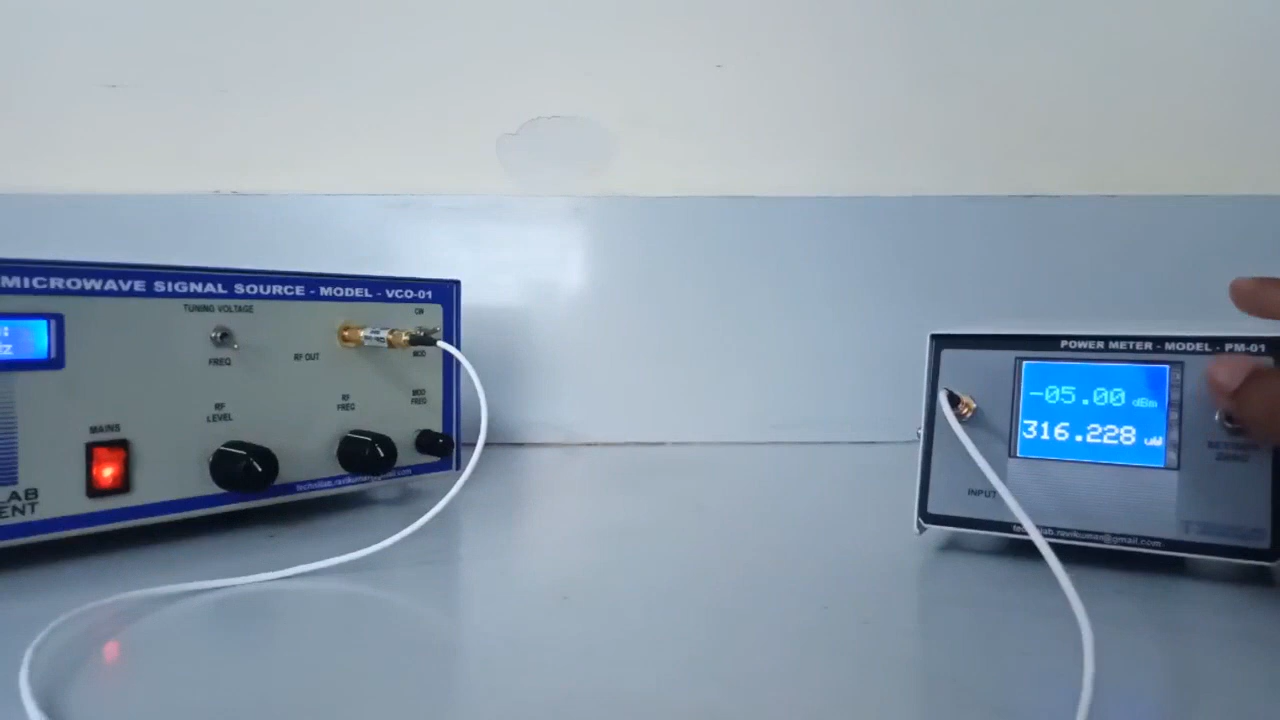 MICROWAVE SIGNAL SOURCE - MODEL - VCO-01
TUNING VOLTAGE
CW
FREQ
RF OUT
MOD
RF
LEVEL
RF
FREQ
MOD
FREQ
MAINS
LAB
ENT
POWER METER - MODEL - PM-01
-05.00 dBm
316.228 uW
INPUT